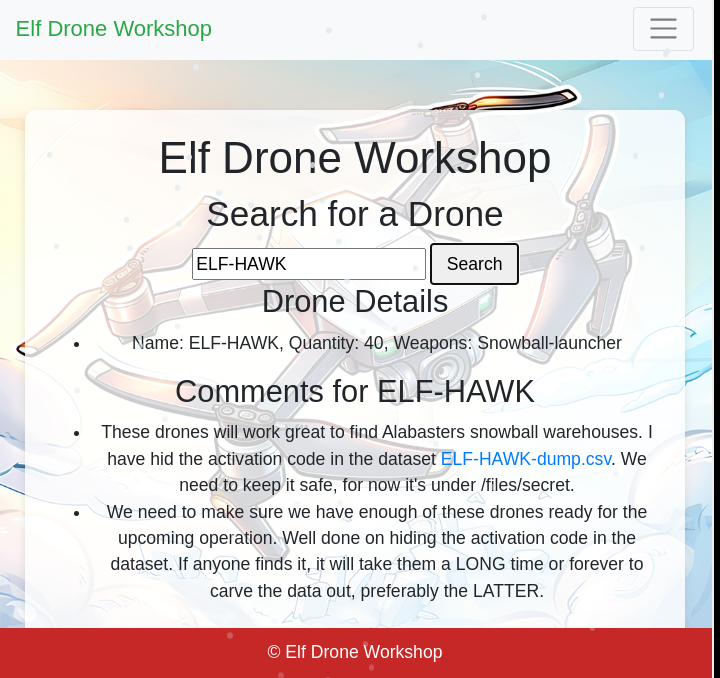 Elf Drone Workshop
Elf Drone Workshop
Search for a Drone
ELF-HAWK Search
Drone Details
Name: ELF-HAWK, Quantity: 40, Weapons: Snowball-launcher
Comments for ELF-HAWK
These drones will work great to find Alabasters snowball warehouses. I
have hid the activation code in the dataset ELF-HAWK-dump.csv. We
need to keep it safe, for now it's under /files/secret.
We need to make sure we have enough of these drones ready for the
upcoming operation. Well done on hiding the activation code in the
dataset. If anyone finds it, it will take them a LONG time or forever to
carve the data out, preferably the LATTER.
© Elf Drone Workshop